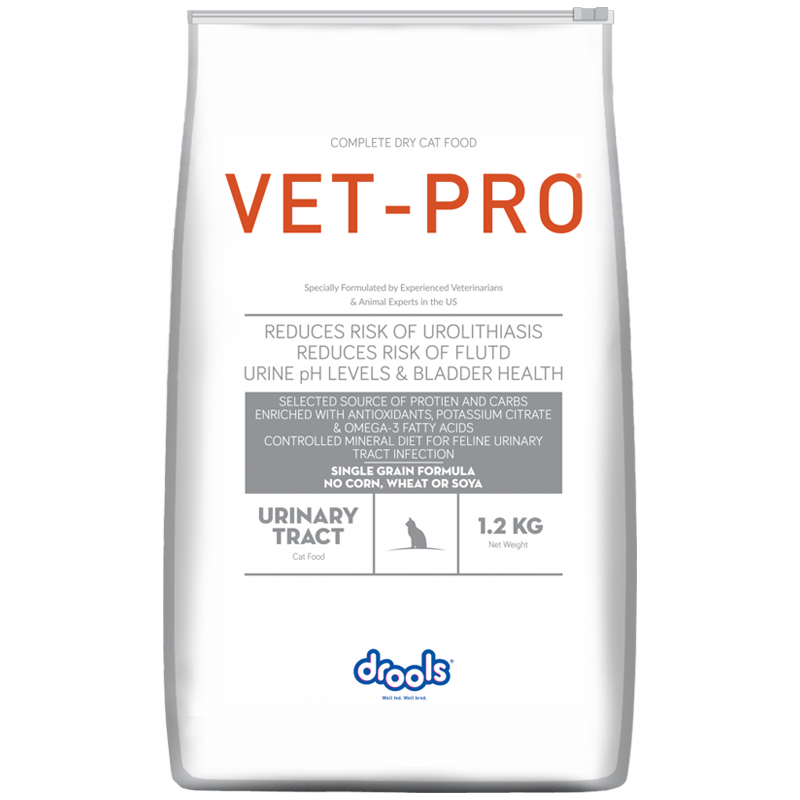 COMPLETE DRY CAT FOOD
VET-PRO®
Specially Formulated by Experienced Veterinarians
& Animal Experts in the US
REDUCES RISK OF UROLITHIASIS
REDUCES RISK OF FLUTD
URINE pH LEVELS & BLADDER HEALTH
SELECTED SOURCE OF PROTIEN AND CARBS
ENRICHED WITH ANTIOXIDANTS, POTASSIUM CITRATE
& OMEGA-3 FATTY ACIDS
CONTROLLED MINERAL DIET FOR FELINE URINARY
TRACT INFECTION
SINGLE GRAIN FORMULA
NO CORN, WHEAT OR SOYA
URINARY
TRACT
Cat Food
1.2 KG
Net Weight
drools®
Well fed. Well bred.